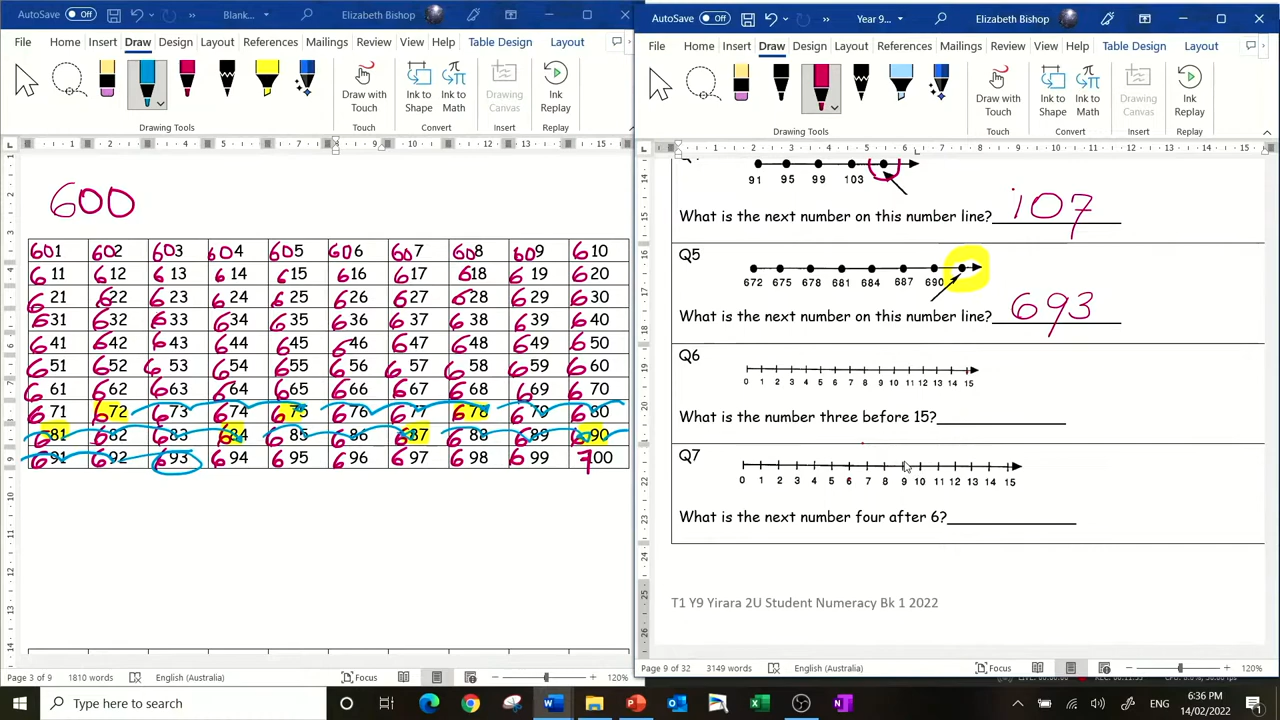 AutoSave Off Blank... Elizabeth Bishop
File Home Insert Draw Design Layout References Mailings Review View Help Table Design Layout
Draw with Touch Ink to Shape Ink to Math Drawing Canvas Ink Replay
Drawing Tools Touch Convert Insert Replay
600
601 602 603 604 605 606 607 608 609 610
611 612 613 614 615 616 617 618 619 620
621 622 623 624 625 626 627 628 629 630
631 632 633 634 635 636 637 638 639 640
641 642 643 644 645 646 647 648 649 650
651 652 653 654 655 656 657 658 659 660
661 662 663 664 665 666 667 668 669 670
671 672 673 674 675 676 677 678 679 680
681 682 683 684 685 686 687 688 689 690
691 692 693 694 695 696 697 698 699 700
Page 3 of 9 1810 words English (Australia) Focus 120%
AutoSave Off Year 9... Elizabeth Bishop
File Home Insert Draw Design Layout References Mailings Review View Help Table Design Layout
Draw with Touch Ink to Shape Ink to Math Drawing Canvas Ink Replay
Drawing Tools Touch Convert Insert Replay
91 95 99 103
What is the next number on this number line? 107
Q5
672 675 678 681 684 687 690
What is the next number on this number line? 693
Q6
0 1 2 3 4 5 6 7 8 9 10 11 12 13 14 15
What is the number three before 15?
Q7
0 1 2 3 4 5 6 7 8 9 10 11 12 13 14 15
What is the next number four after 6?
T1 Y9 Yirara 2U Student Numeracy Bk 1 2022
Page 9 of 32 3149 words English (Australia) Focus 120%
Type here to search
ENG 6:36 PM
14/02/2022